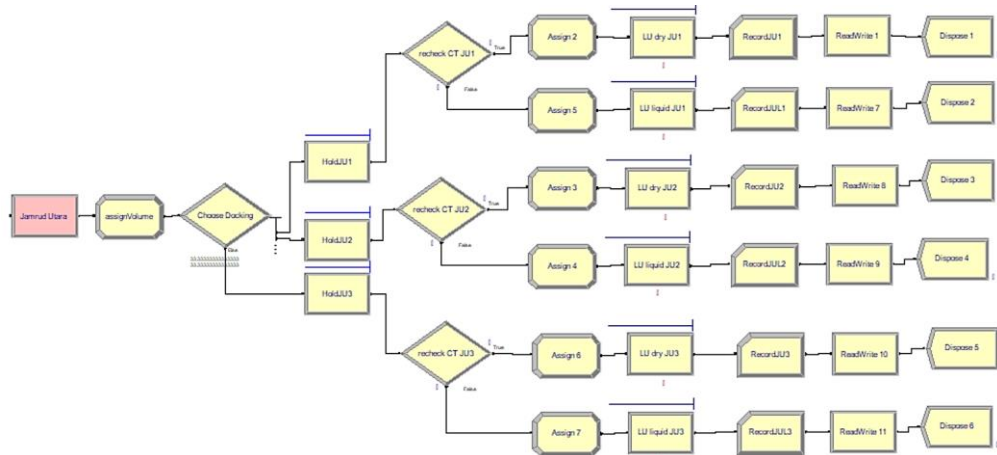 Jamrud Utara
assignVolume
Choose Docking
Else
HoldJU1
HoldJU2
HoldJU3
recheck CT JU1
True
False
Assign 2
LU dry JU1
RecordJU1
ReadWrite 1
Dispose 1
Assign 5
LU liquid JU1
RecordJUL1
ReadWrite 7
Dispose 2
recheck CT JU2
True
False
Assign 3
LU dry JU2
RecordJU2
ReadWrite 8
Dispose 3
Assign 4
LU liquid JU2
RecordJUL2
ReadWrite 9
Dispose 4
recheck CT JU3
True
False
Assign 6
LU dry JU3
RecordJU3
ReadWrite 10
Dispose 5
Assign 7
LU liquid JU3
RecordJUL3
ReadWrite 11
Dispose 6